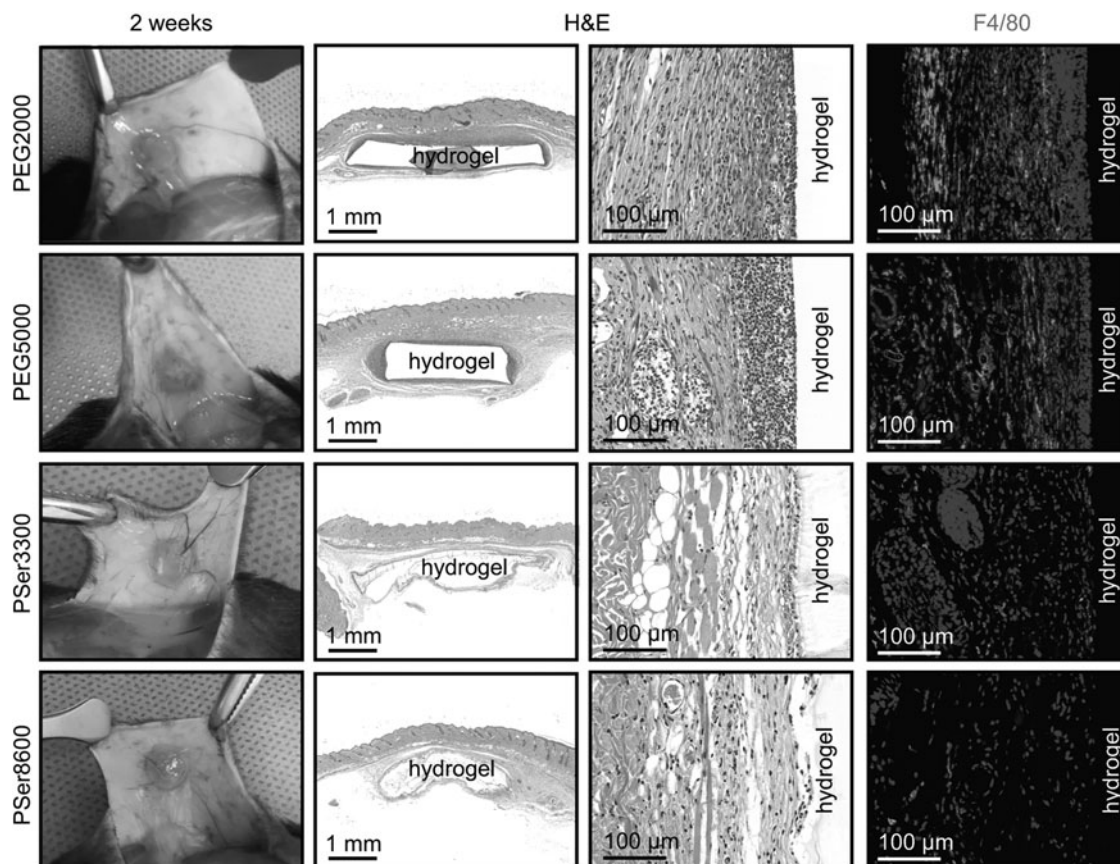 2 weeks
H&E
F4/80
PEG2000
hydrogel
1 mm
100 µm
hydrogel
100 µm
hydrogel
PEG5000
hydrogel
1 mm
100 µm
hydrogel
100 µm
hydrogel
PSer3300
hydrogel
1 mm
100 µm
hydrogel
100 µm
hydrogel
PSer8600
hydrogel
1 mm
100 µm
hydrogel
100 µm
hydrogel